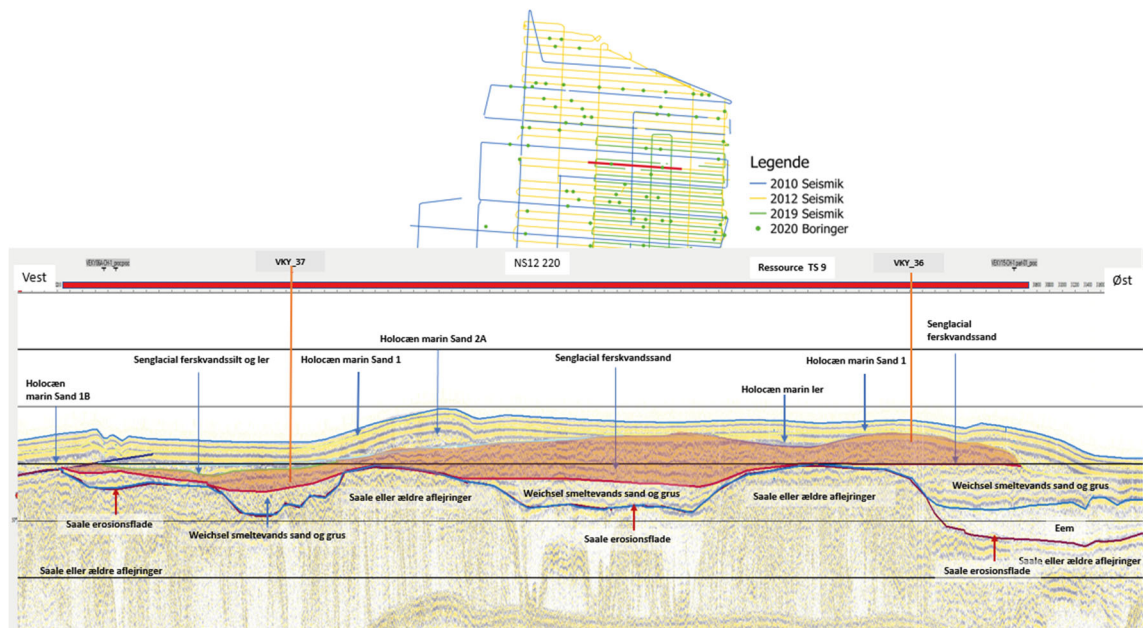 Legende
2010 Seismik
2012 Seismik
2019 Seismik
2020 Boringer
Vest
VKY_37
NS12 220
Ressource TS 9
VKY_36
Øst
Senglacial
ferskvandssand
Holocæn marin Sand 2A
Senglacial ferskvandssilt og ler
Holocæn marin Sand 1
Senglacial ferskvandssand
Holocæn marin Sand 1
Holocæn
marin Sand 1B
Holocæn marin ler
Saale eller ældre aflejringer
Weichsel smeltevands sand og grus
Saale eller ældre aflejringer
Weichsel smeltevands sand og grus
Saale erosionsflade
Weichsel smeltevands sand og grus
Saale erosionsflade
Eem
Saale eller ældre aflejringer
Saale eller ældre aflejringer
Saale erosionsflade